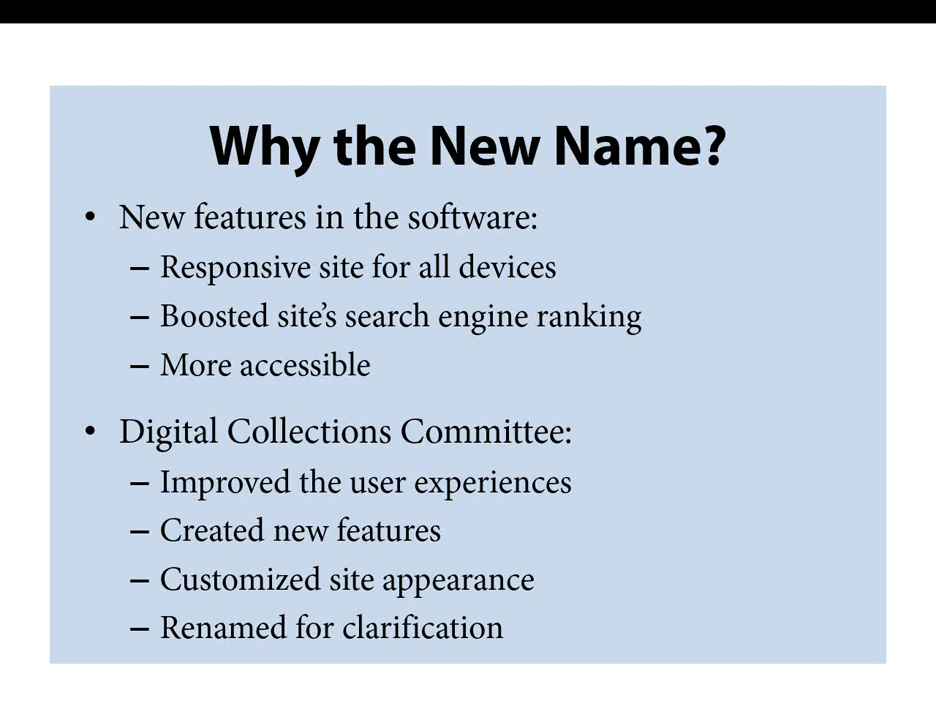 Why the New Name?
• New features in the software:
– Responsive site for all devices
– Boosted site’s search engine ranking
– More accessible
• Digital Collections Committee:
– Improved the user experiences
– Created new features
– Customized site appearance
– Renamed for clarification